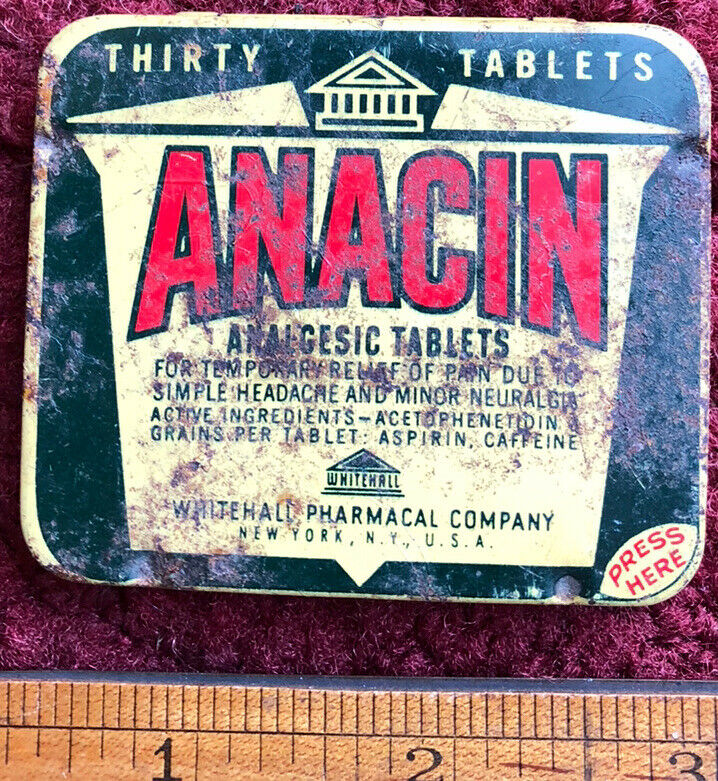 THIRTY TABLETS
ANACIN
ANALGESIC TABLETS
FOR TEMPORARY RELIEF OF PAIN DUE TO
SIMPLE HEADACHE AND MINOR NEURALGIA
ACTIVE INGREDIENTS-ACETOPHENETIDIN 3
GRAINS PER TABLET: ASPIRIN, CAFFEINE
WHITEHALL
WHITEHALL PHARMACAL COMPANY
NEW YORK, N.Y., U.S.A.
PRESS
HERE
1 2